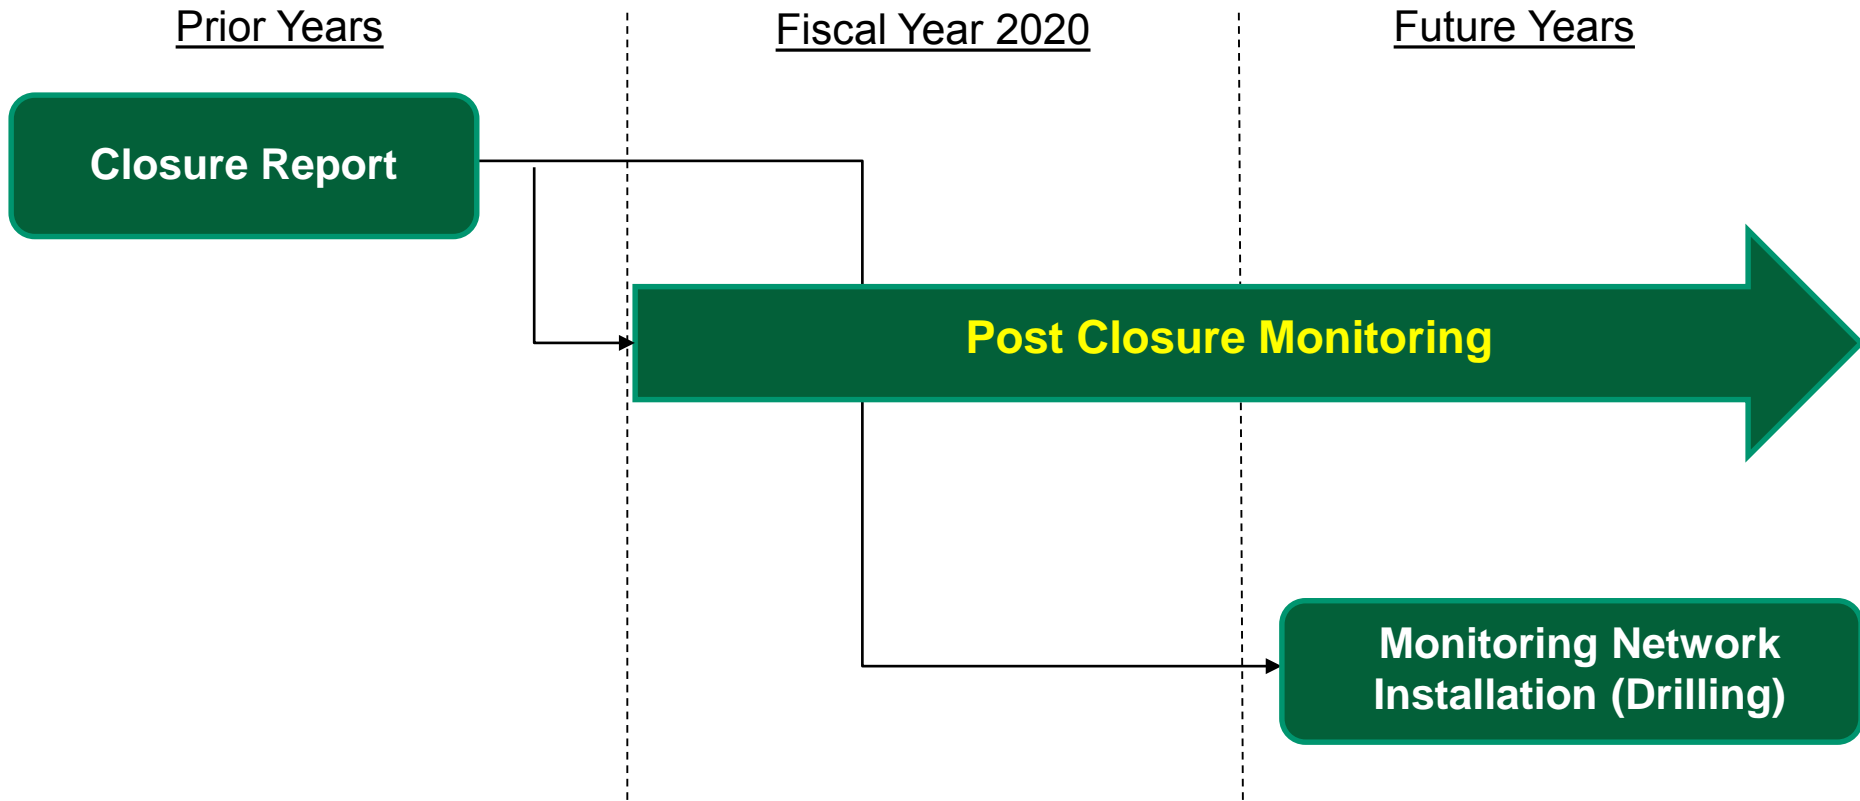 Prior Years
Fiscal Year 2020
Future Years
Closure Report
Post Closure Monitoring
Monitoring Network
Installation (Drilling)